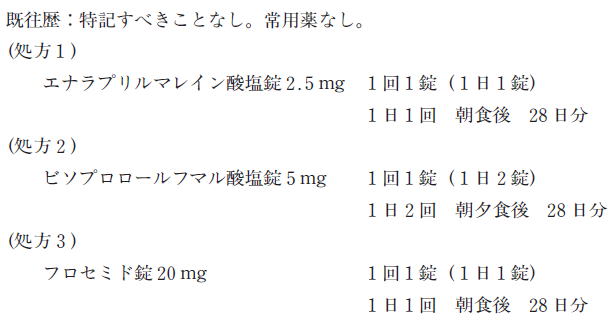 既往歴：特記すべきことなし。常用薬なし。
(処方１)
エナラプリルマレイン酸塩錠 2.5 mg　１回１錠（１日１錠）
１日１回　朝食後　28 日分
(処方２)
ビソプロロールフマル酸塩錠 5 mg　１回１錠（１日２錠）
１日２回　朝夕食後　28 日分
(処方３)
フロセミド錠 20 mg　１回１錠（１日１錠）
１日１回　朝食後　28 日分